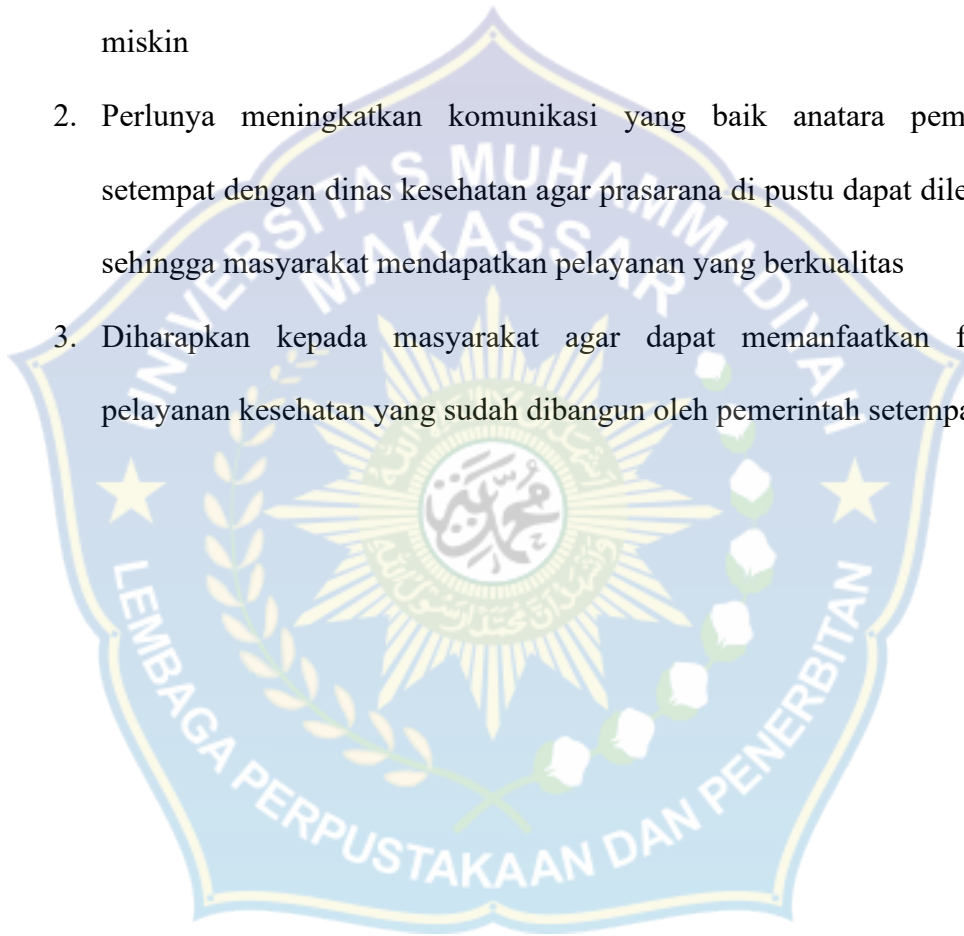 miskin
2. Perlunya meningkatkan komunikasi yang baik anatara pem
setempat dengan dinas kesehatan agar prasarana di pustu dapat dile
sehingga masyarakat mendapatkan pelayanan yang berkualitas
3. Diharapkan kepada masyarakat agar dapat memanfaatkan f
pelayanan kesehatan yang sudah dibangun oleh pemerintah setempa
UNIVERSITAS MUHAMMADIYAH
MAKASSAR
محمدية
LEMBAGA PERPUSTAKAAN DAN PENERBITAN